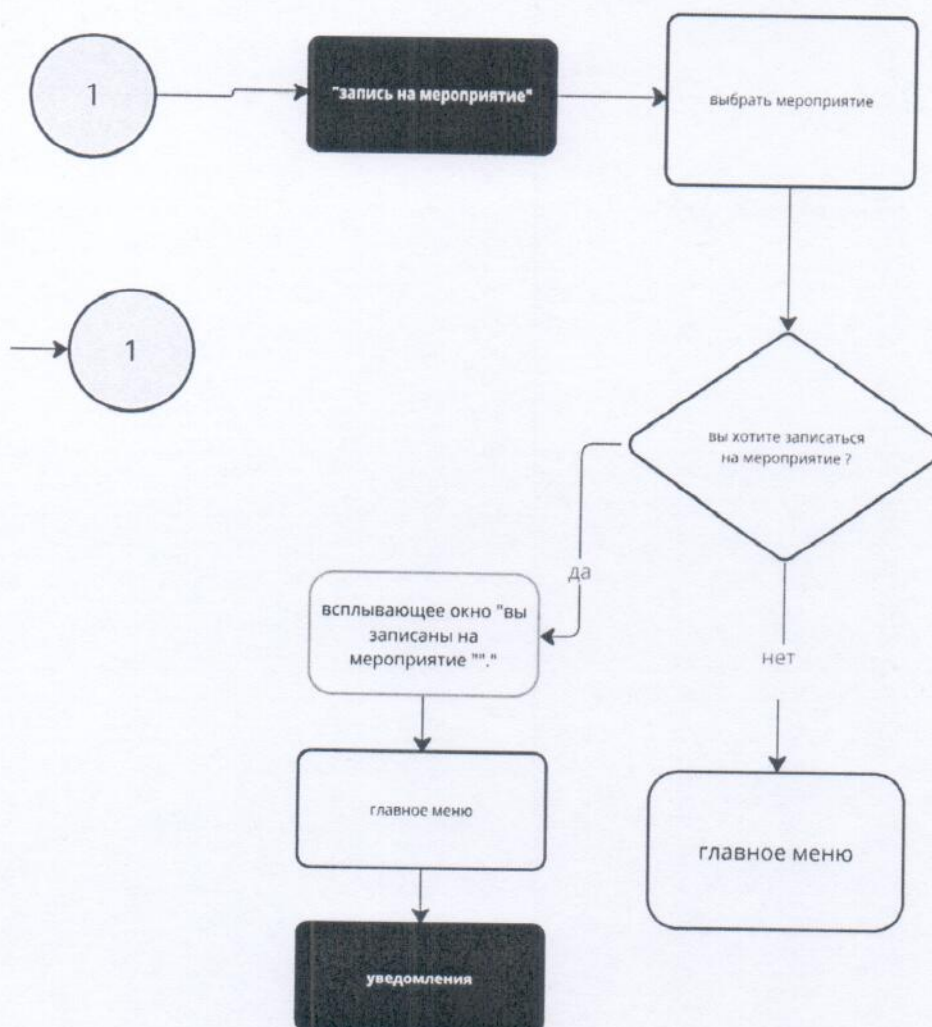 1
"запись на мероприятие"
выбрать мероприятие
1
вы хотите записаться
на мероприятие ?
да
всплывающее окно "вы
записаны на
мероприятие ""."
нет
главное меню
главное меню
уведомления